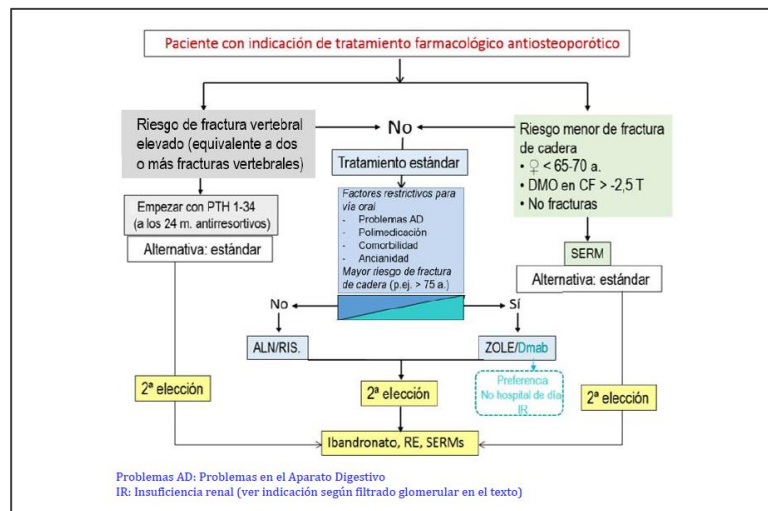 Paciente con indicación de tratamiento farmacológico antiosteoporótico
Riesgo de fractura vertebral
elevado (equivalente a dos
o más fracturas vertebrales)
Empezar con PTH 1-34
(a los 24 m. antirresortivos)
Alternativa: estándar
2ª elección
No
Tratamiento estándar
Factores restrictivos para
vía oral
- Problemas AD
- Polimedicación
- Comorbilidad
- Ancianidad
Mayor riesgo de fractura
de cadera (p.ej. > 75 a.)
No
Sí
ALN/RIS.
ZOLE/Dmab
Preferencia
No hospital de día
IR
2ª elección
Riesgo menor de fractura
de cadera
• ♀ < 65-70 a.
• DMO en CF > -2,5 T
• No fracturas
SERM
Alternativa: estándar
2ª elección
Ibandronato, RE, SERMs
Problemas AD: Problemas en el Aparato Digestivo
IR: Insuficiencia renal (ver indicación según filtrado glomerular en el texto)